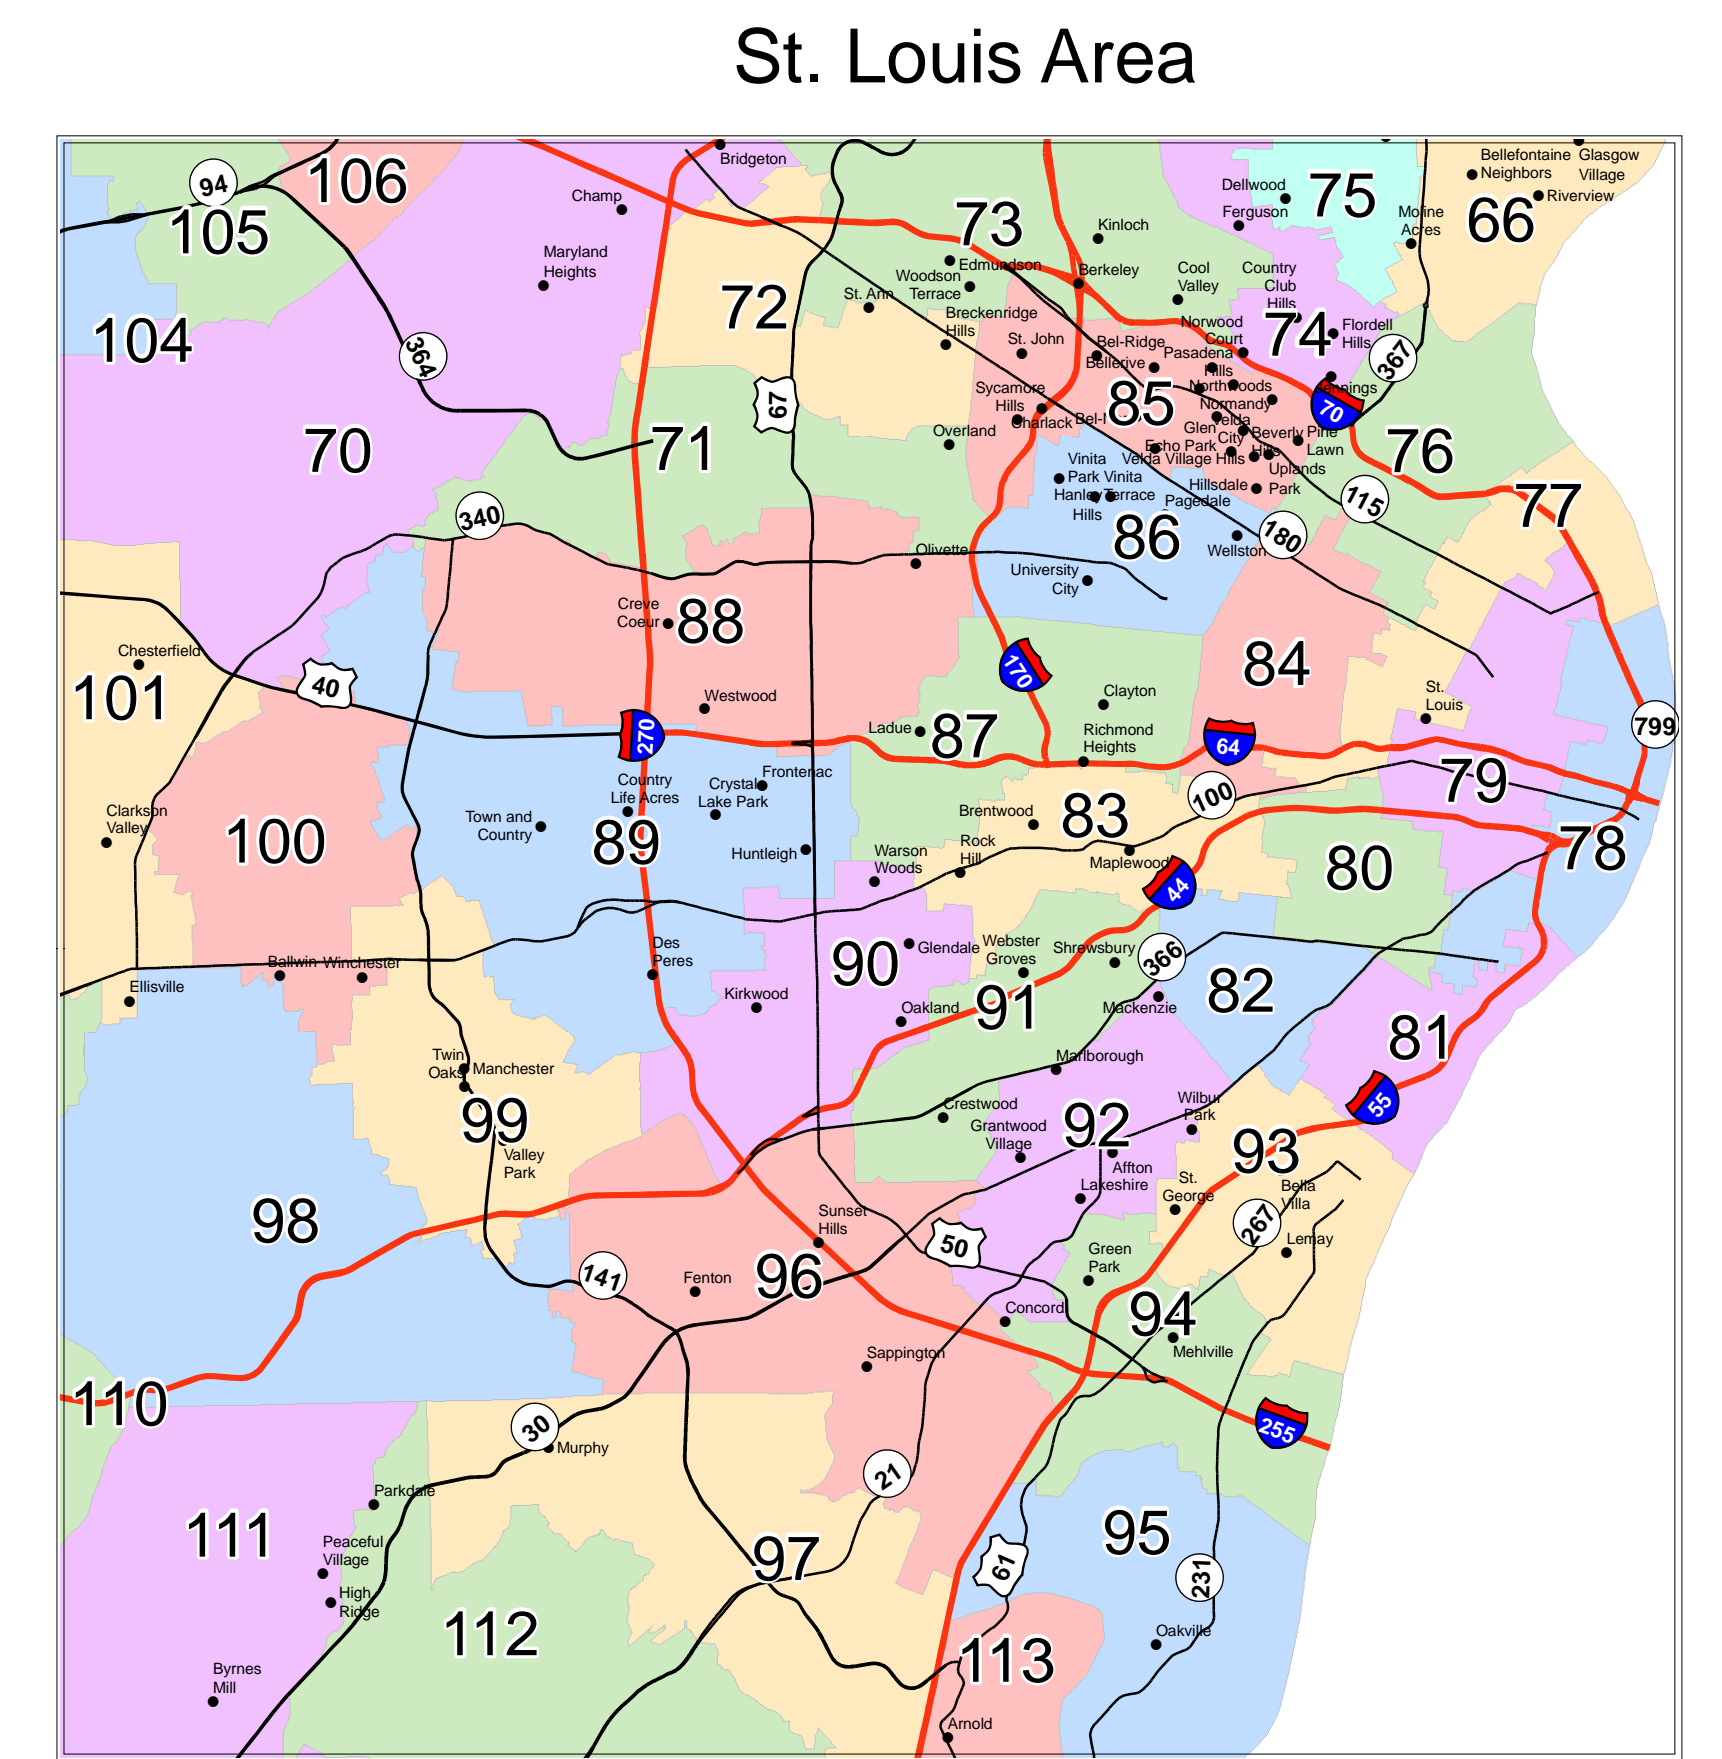 St. Louis Area
Bridgeton
Bellefontaine
Neighbors
Glasgow
Village
94
106
Champ
Dellwood
75
Riverview
105
73
Ferguson
Moline
Acres
66
Kinloch
Maryland
Heights
Edmundson
Woodson
Terrace
Berkeley
Cool
Valley
Country
Club
Hills
72
St. Ann
Breckenridge
Hills
Norwood
Court
74
Flordell
Hills
104
364
St. John
Bel-Ridge
Bellerive
Pasadena
Hills
367
67
Sycamore
Hills
85
Northwoods
Jennings
70
Normandy
Charlack
Velda
City
Glen
Echo Park
Beverly
Hills
Pine
Lawn
70
71
Overland
76
Vinita
Park
Vinita
Terrace
Velda Village Hills
Uplands
Park
Hanley
Hills
Pagedale
Hillsdale
115
77
340
86
180
Wellston
Olivette
University
City
Creve
Coeur
88
Chesterfield
101
40
170
84
Westwood
Clayton
St.
Louis
Ladue
87
Richmond
Heights
64
799
270
Country
Life Acres
Crystal
Lake Park
Frontenac
79
100
Clarkson
Valley
100
Town and
Country
89
Brentwood
83
78
Huntleigh
Warson
Woods
Rock
Hill
Maplewood
80
44
Des
Peres
90
Glendale
Webster
Groves
Shrewsbury
366
82
Ballwin
Winchester
Ellisville
Kirkwood
Oakland
91
Mackenzie
81
Twin
Oaks
Manchester
Marlborough
99
Crestwood
92
Wilbur
Park
55
Valley
Park
Grantwood
Village
93
Affton
Lakeshire
St.
George
Bella
Villa
98
Sunset
Hills
267
50
Lemay
141
Fenton
96
Green
Park
Concord
94
Sappington
Mehlville
110
30
Murphy
255
21
Parkdale
111
97
95
Peaceful
Village
61
231
High
Ridge
112
Oakville
113
Byrnes
Mill
Arnold